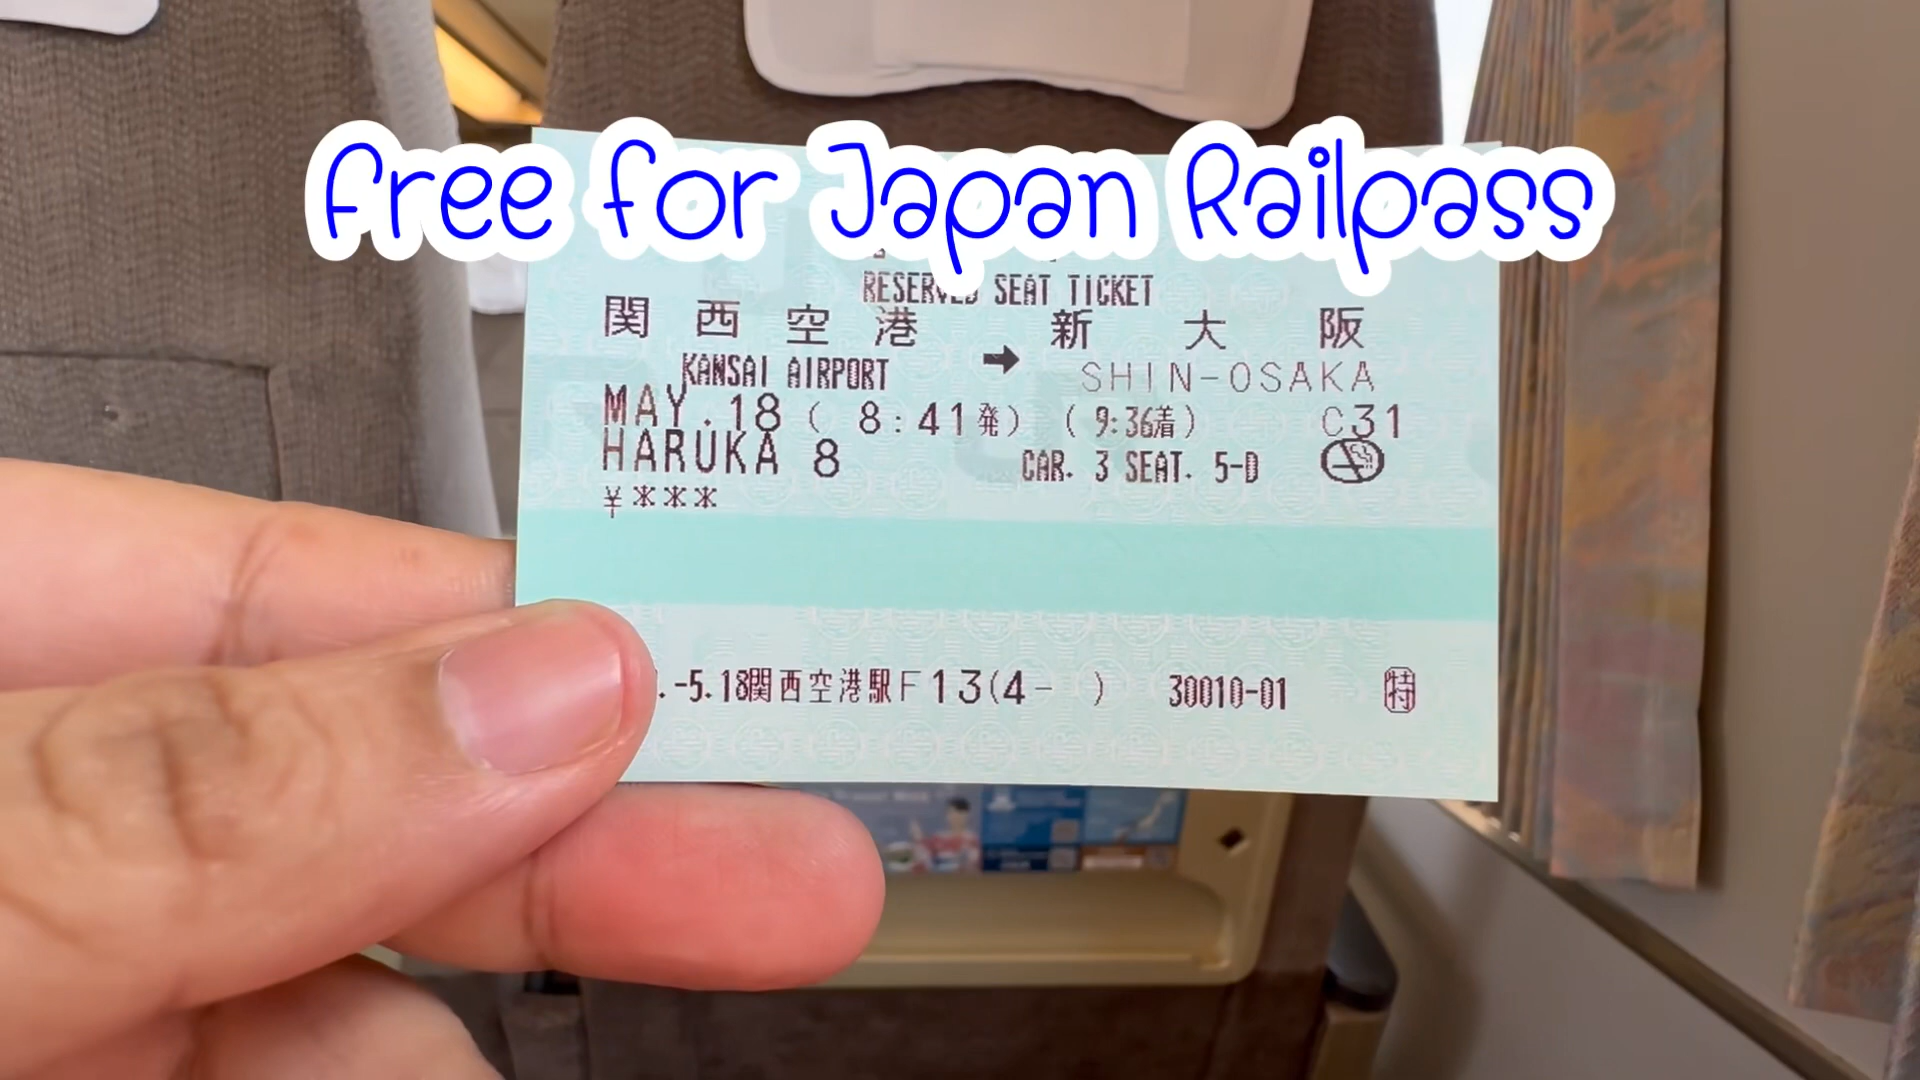 Free for Japan Railpass
RESERVED SEAT TICKET
関西空港 ➡ 新大阪
KANSAI AIRPORT SHIN-OSAKA
MAY.18 ( 8:41発) ( 9:36着) C31
HARUKA 8 CAR. 3 SEAT. 5-D
¥***
.-5.18関西空港駅F13(4- ) 30010-01 特